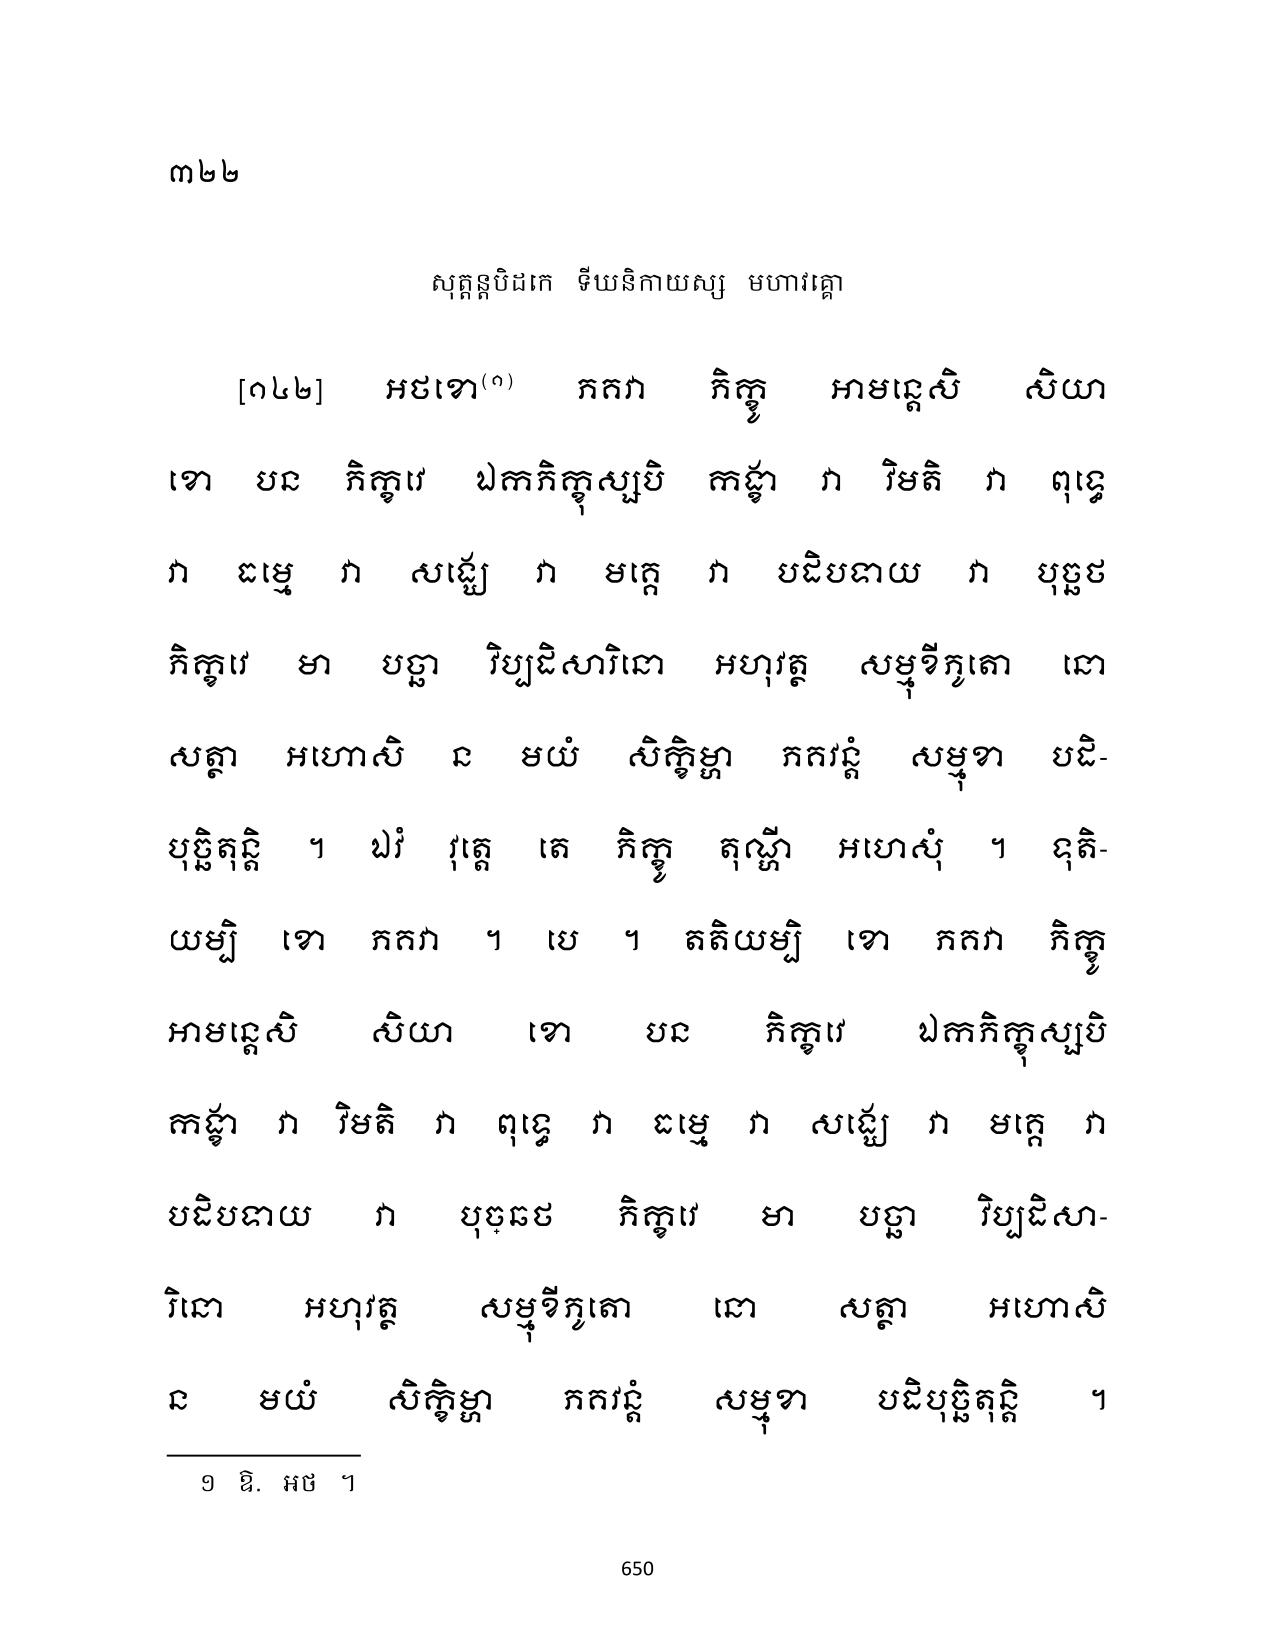 ៣២២
សុត្តន្តបិដកេ ទីឃនិកាយស្ស មហាវគ្គោ
[១៤២] អថខោ(១) ភគវា ភិក្ខូ អាមន្តេសិ សិយា
ខោ បន ភិក្ខវេ ឯកភិក្ខុស្សបិ កង្ខា វា វិមតិ វា ពុទ្ធេ
វា ធម្មេ វា សង្ឃេ វា មគ្គេ វា បដិបទាយ វា បុច្ឆថ
ភិក្ខវេ មា បច្ឆា វិប្បដិសារិនោ អហុវត្ថ សម្មុខីភូតោ នោ
សត្ថា អហោសិ ន មយំ សិក្ខិម្ហា ភគវន្តំ សម្មុខា បដិ-
បុច្ឆិតុន្តិ ។ ឯវំ វុត្តេ តេ ភិក្ខូ តុណ្ហី អហេសុំ ។ ទុតិ-
យម្បិ ខោ ភគវា ។ បេ ។ តតិយម្បិ ខោ ភគវា ភិក្ខូ
អាមន្តេសិ សិយា ខោ បន ភិក្ខវេ ឯកភិក្ខុស្សបិ
កង្ខា វា វិមតិ វា ពុទ្ធេ វា ធម្មេ វា សង្ឃេ វា មគ្គេ វា
បដិបទាយ វា បុច្ឆថ ភិក្ខវេ មា បច្ឆា វិប្បដិសា-
រិនោ អហុវត្ថ សម្មុខីភូតោ នោ សត្ថា អហោសិ
ន មយំ សិក្ខិម្ហា ភគវន្តំ សម្មុខា បដិបុច្ឆិតុន្តិ ។
១ ឱ. អថ ។
650